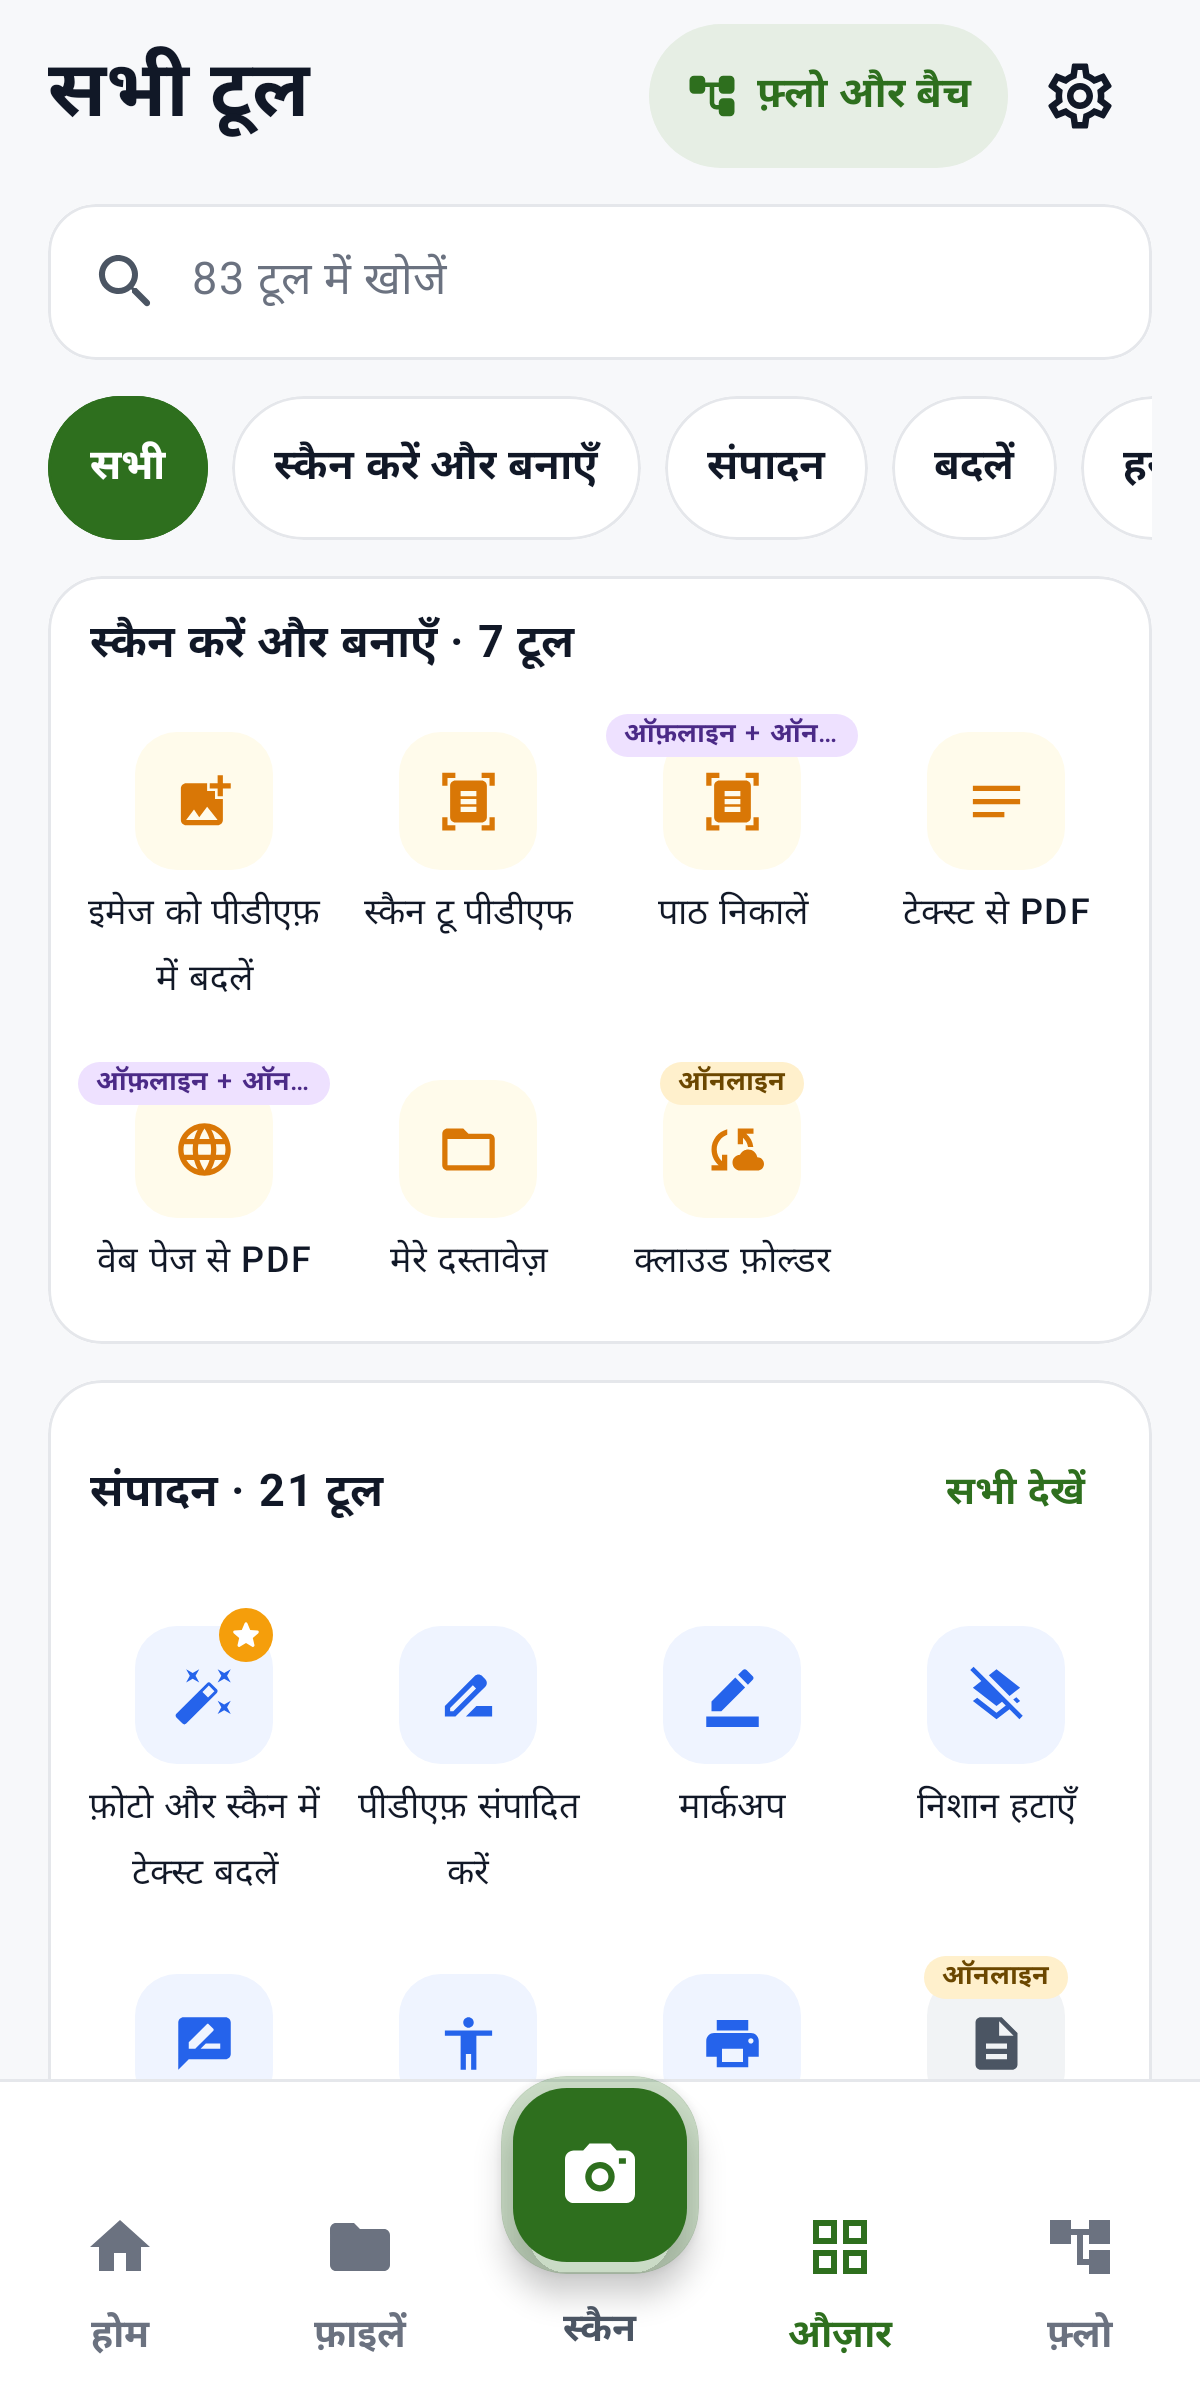 सभी टूल
फ़्लो और बैच
83 टूल में खोजें
सभी
स्कैन करें और बनाएँ
संपादन
बदलें
स्कैन करें और बनाएँ · 7 टूल
इमेज को पीडीएफ़
में बदलें
स्कैन टू पीडीएफ
ऑफ़लाइन + ऑन...
पाठ निकालें
टेक्स्ट से PDF
ऑफ़लाइन + ऑन...
वेब पेज से PDF
मेरे दस्तावेज़
ऑनलाइन
क्लाउड फ़ोल्डर
संपादन · 21 टूल
सभी देखें
फ़ोटो और स्कैन में
टेक्स्ट बदलें
पीडीएफ़ संपादित
करें
मार्कअप
निशान हटाएँ
ऑनलाइन
होम
फ़ाइलें
स्कैन
औज़ार
फ़्लो